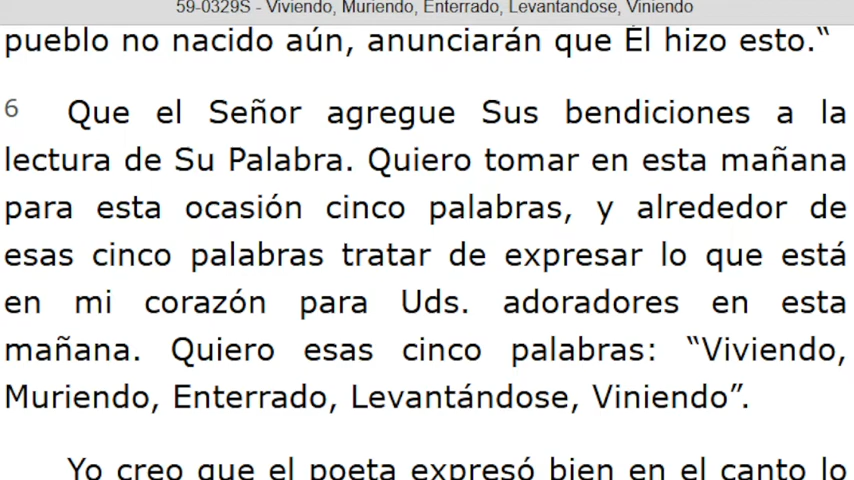 59-0329S - Viviendo, Muriendo, Enterrado, Levantandose, Viniendo
pueblo no nacido aún, anunciarán que Él hizo esto.“
6 Que el Señor agregue Sus bendiciones a la
lectura de Su Palabra. Quiero tomar en esta mañana
para esta ocasión cinco palabras, y alrededor de
esas cinco palabras tratar de expresar lo que está
en mi corazón para Uds. adoradores en esta
mañana. Quiero esas cinco palabras: “Viviendo,
Muriendo, Enterrado, Levantándose, Viniendo”.
Yo creo que el poeta expresó bien en el canto lo